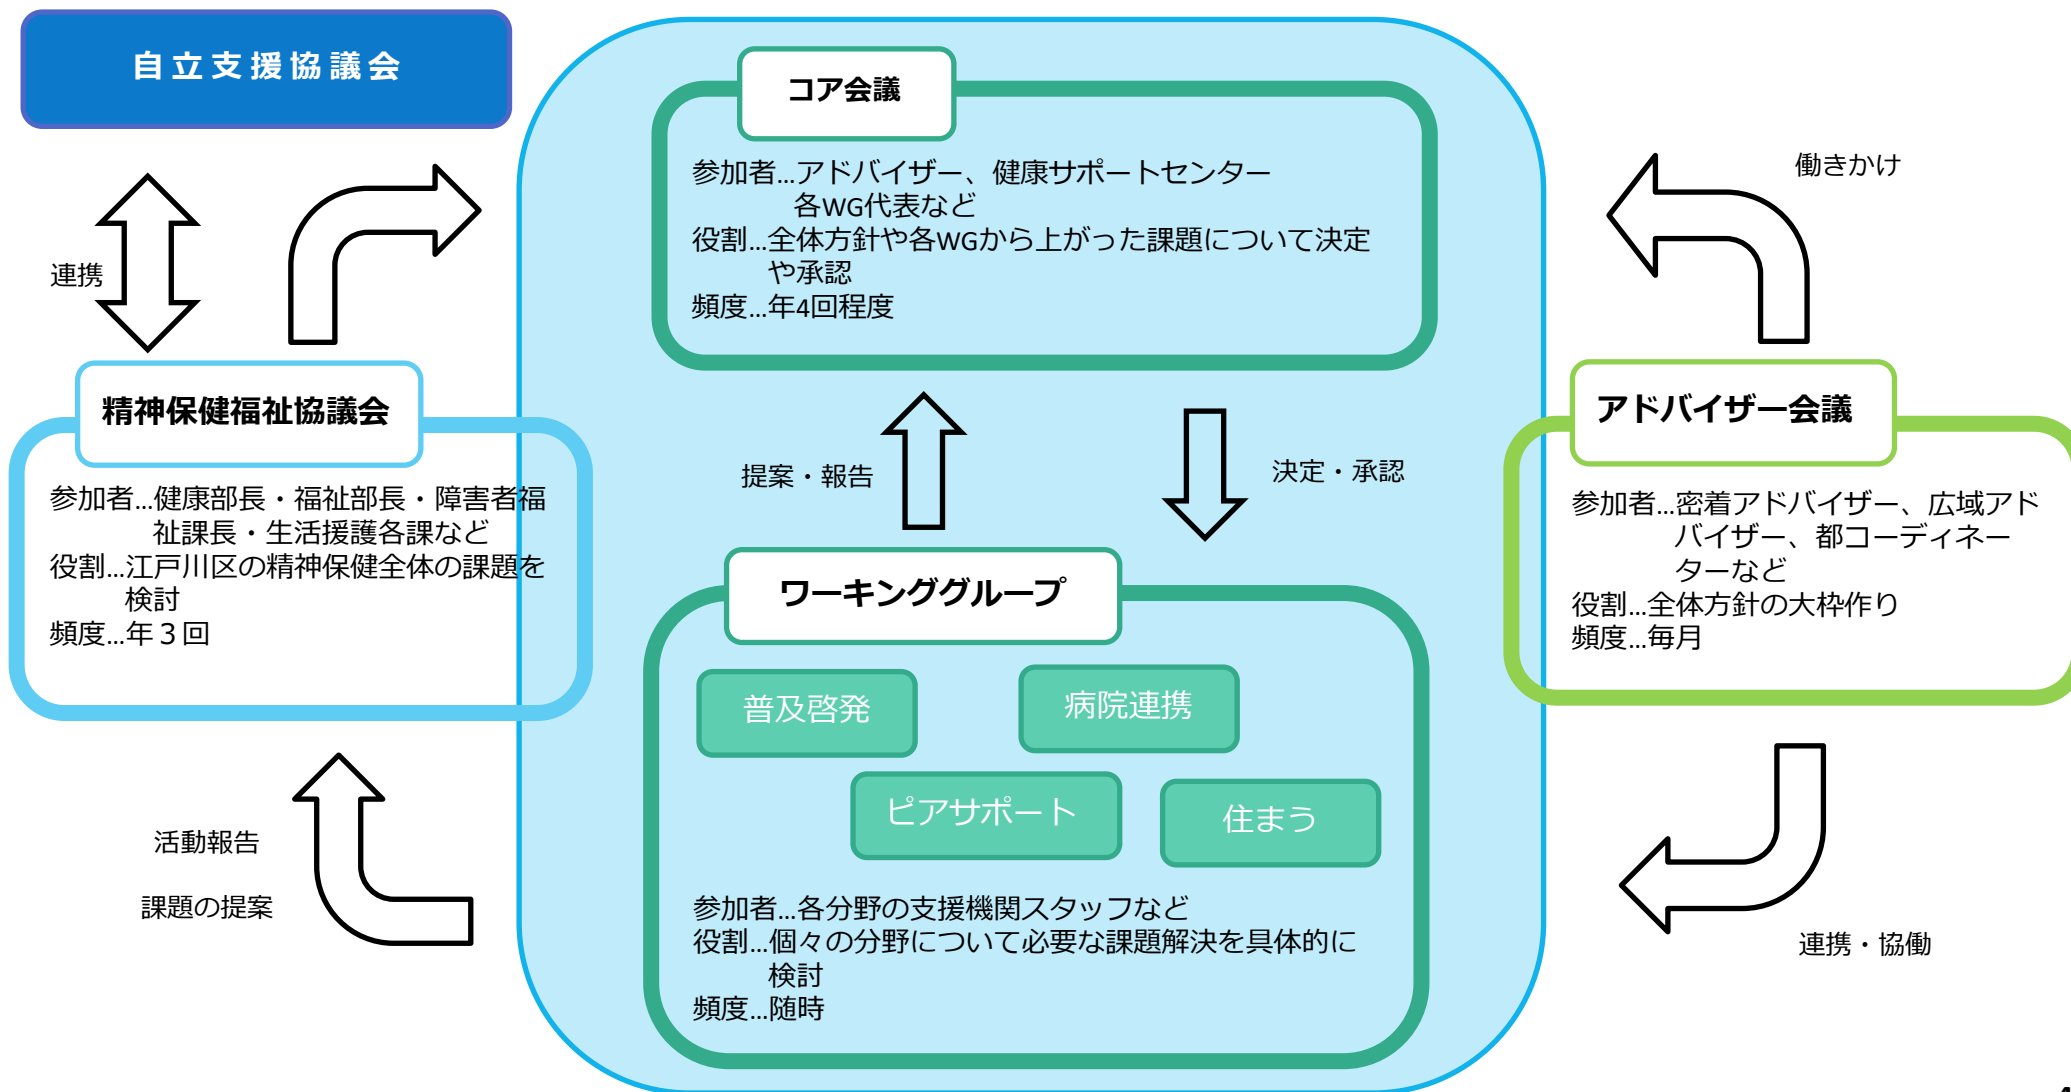 自立支援協議会
連携
精神保健福祉協議会
参加者…健康部長・福祉部長・障害者福
祉課長・生活援護各課など
役割…江戸川区の精神保健全体の課題を
検討
頻度…年３回
活動報告
課題の提案
コア会議
参加者…アドバイザー、健康サポートセンター
各WG代表など
役割…全体方針や各WGから上がった課題について決定
や承認
頻度…年4回程度
提案・報告
決定・承認
ワーキンググループ
普及啓発
病院連携
ピアサポート
住まう
参加者…各分野の支援機関スタッフなど
役割…個々の分野について必要な課題解決を具体的に
検討
頻度…随時
働きかけ
アドバイザー会議
参加者…密着アドバイザー、広域アド
バイザー、都コーディネー
ターなど
役割…全体方針の大枠作り
頻度…毎月
連携・協働